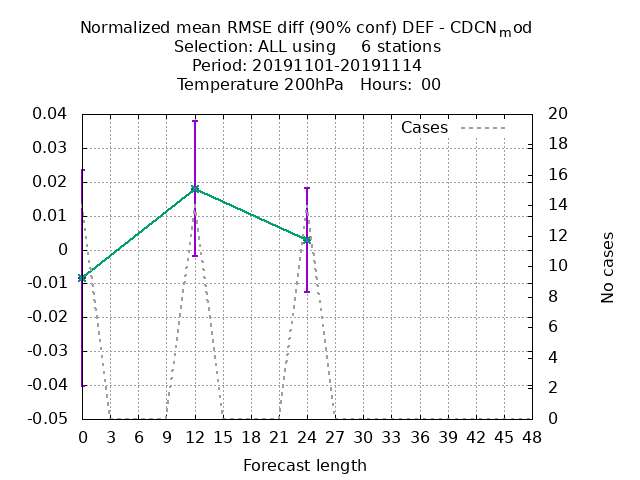 Normalized mean RMSE diff (90% conf) DEF - CDCNmod
Selection: ALL using 6 stations
Period: 20191101-20191114
Temperature 200hPa Hours: 00
Cases
0.04
0.03
0.02
0.01
0
-0.01
-0.02
-0.03
-0.04
-0.05
20
18
16
14
12
10
8
6
4
2
0
No cases
0 3 6 9 12 15 18 21 24 27 30 33 36 39 42 45 48
Forecast length